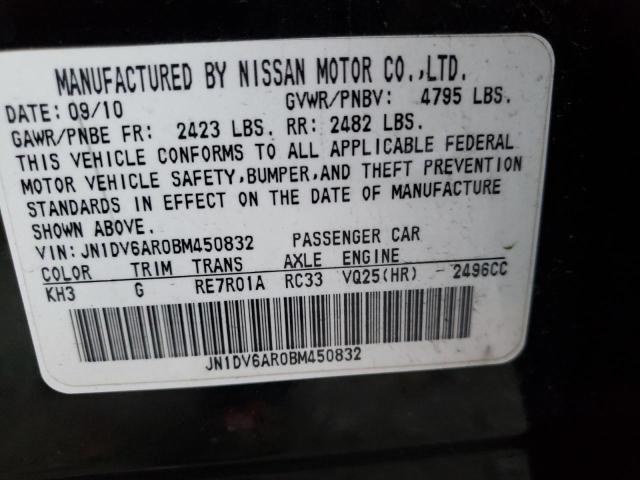 MANUFACTURED BY NISSAN MOTOR CO.,LTD.
DATE: 09/10 GVWR/PNBV: 4795 LBS.
GAWR/PNBE FR: 2423 LBS. RR: 2482 LBS.
THIS VEHICLE CONFORMS TO ALL APPLICABLE FEDERAL
MOTOR VEHICLE SAFETY,BUMPER,AND THEFT PREVENTION
STANDARDS IN EFFECT ON THE DATE OF MANUFACTURE
SHOWN ABOVE.
VIN: JN1DV6AR0BM450832 PASSENGER CAR
COLOR TRIM TRANS AXLE ENGINE
KH3 G RE7R01A RC33 VQ25(HR) - 2496CC
JN1DV6AR0BM450832